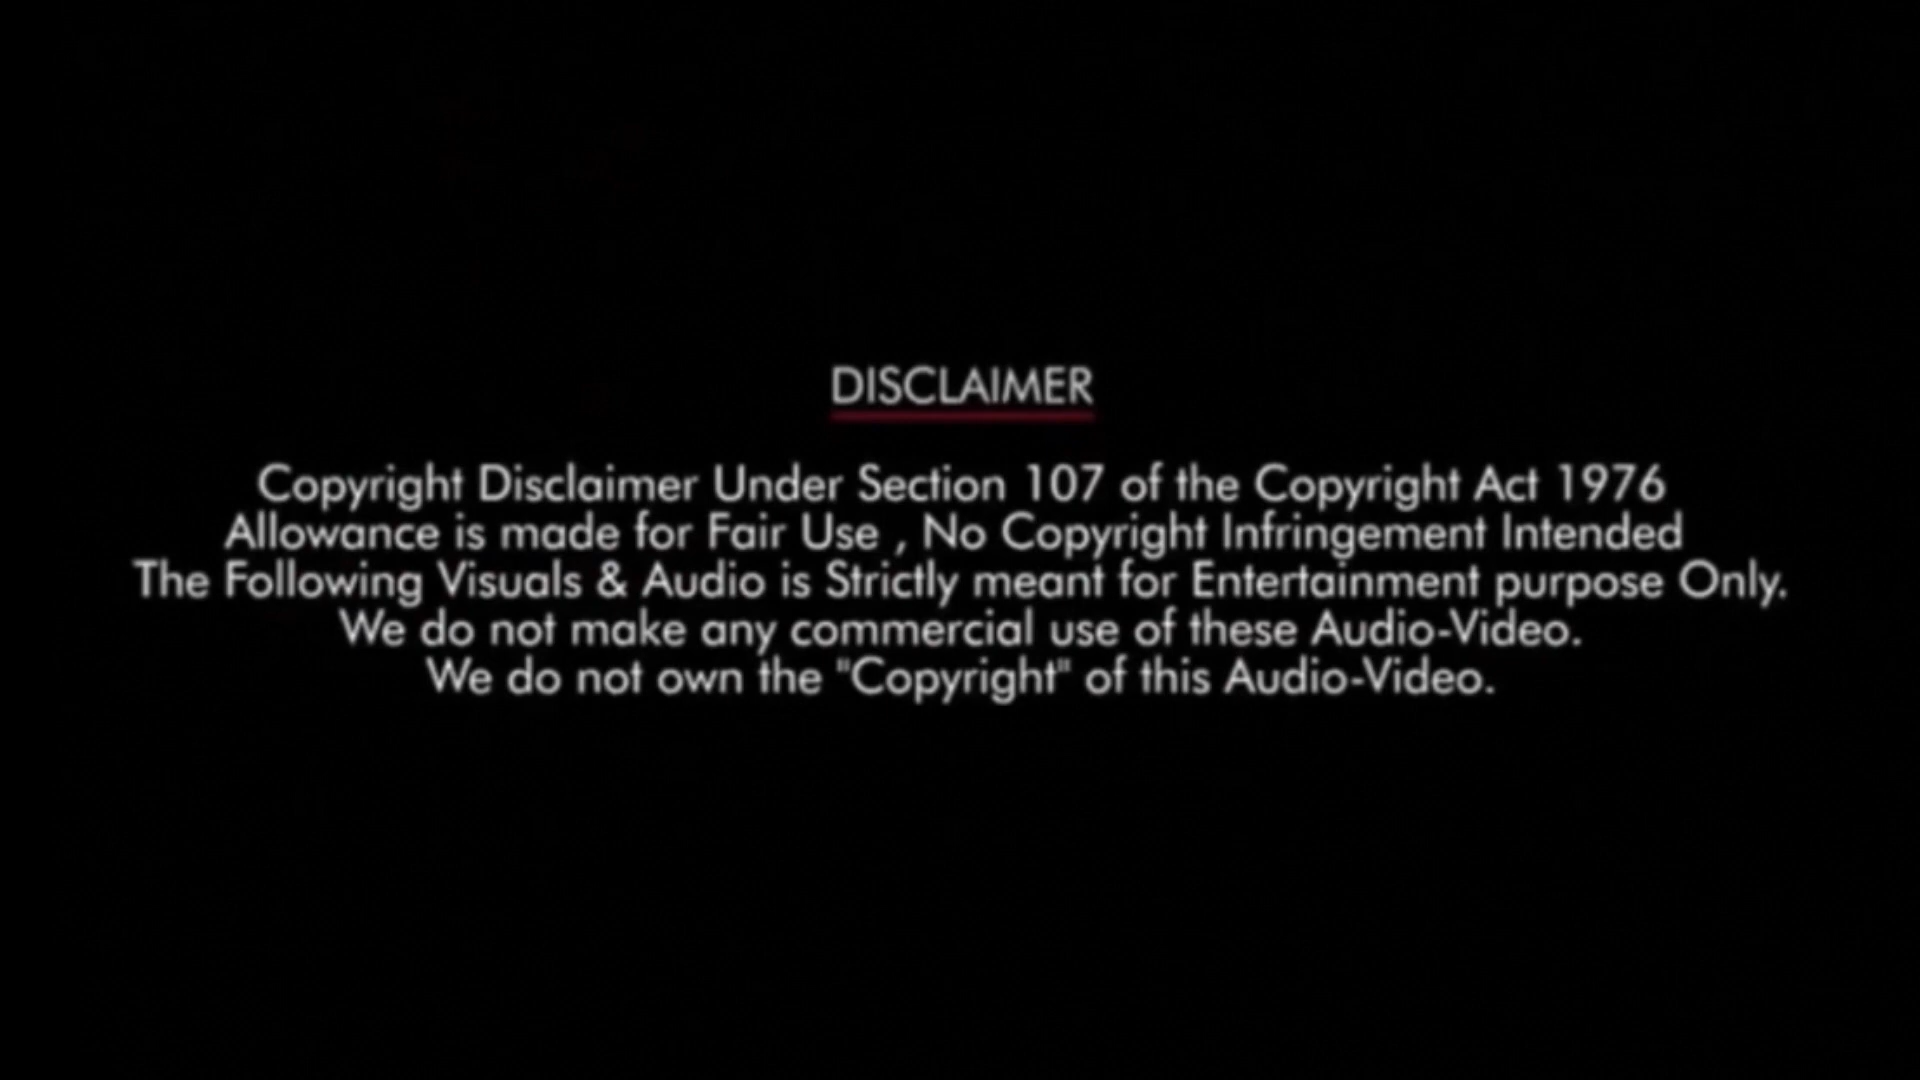 DISCLAIMER
Copyright Disclaimer Under Section 107 of the Copyright Act 1976
Allowance is made for Fair Use , No Copyright Infringement Intended
The Following Visuals & Audio is Strictly meant for Entertainment purpose Only.
We do not make any commercial use of these Audio-Video.
We do not own the "Copyright" of this Audio-Video.